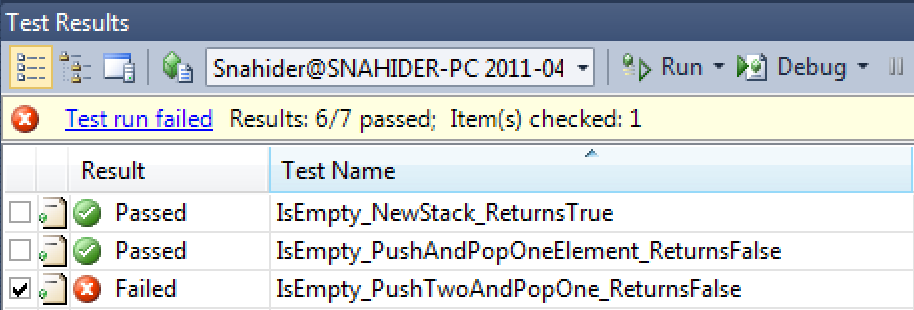 Test Results
Snahider@SNAHIDER-PC 2011-04 Run Debug
Test run failed Results: 6/7 passed; Item(s) checked: 1
Result Test Name
Passed IsEmpty_NewStack_ReturnsTrue
Passed IsEmpty_PushAndPopOneElement_ReturnsFalse
Failed IsEmpty_PushTwoAndPopOne_ReturnsFalse